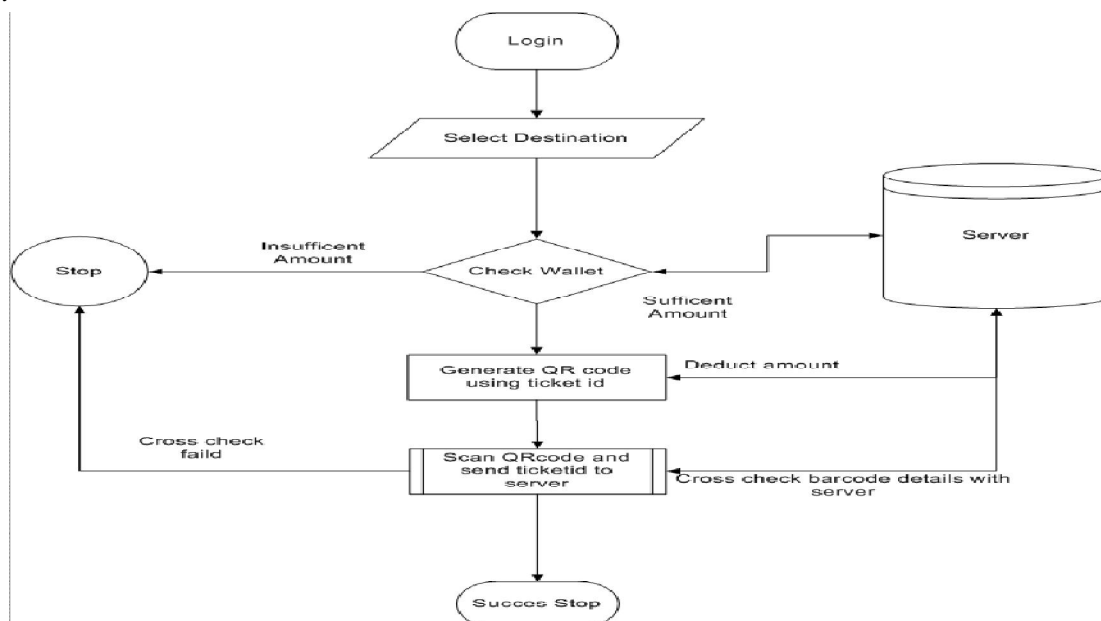 Login
Select Destination
Insufficent
Amount
Stop
Check Wallet
Server
Sufficent
Amount
Generate QR code
using ticket id
Deduct amount
Cross check
faild
Scan QRcode and
send ticketid to
server
Cross check barcode details with
server
Succes Stop